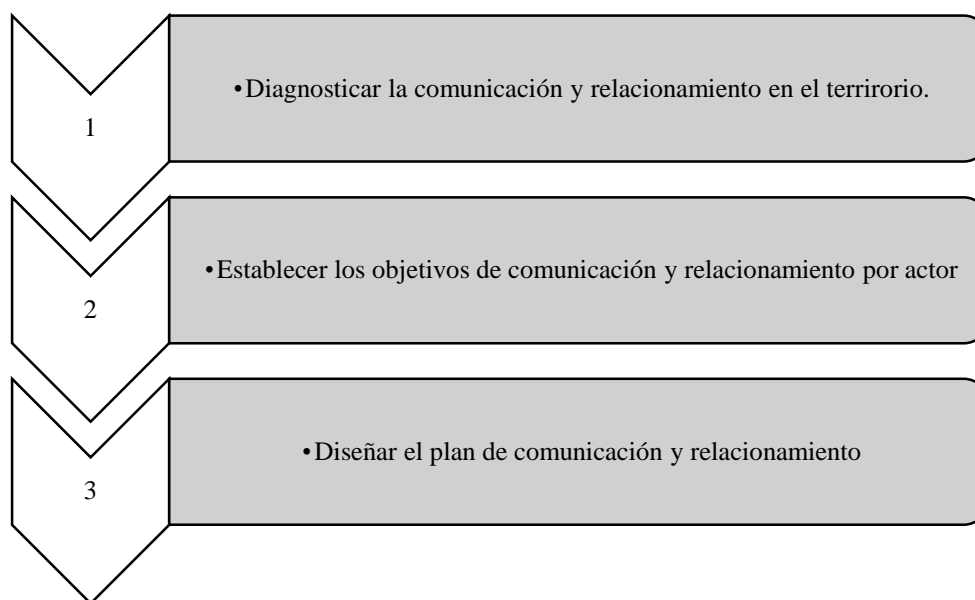 1
•Diagnosticar la comunicación y relacionamiento en el terrirorio.
2
•Establecer los objetivos de comunicación y relacionamiento por actor
3
•Diseñar el plan de comunicación y relacionamiento